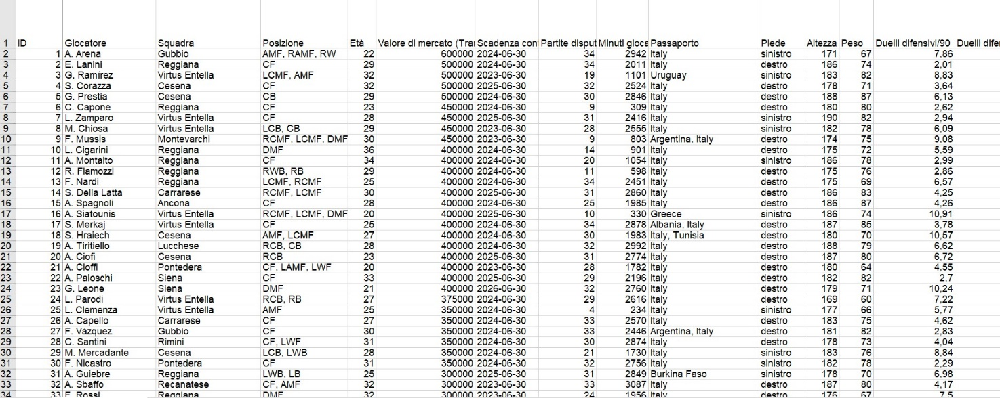 1 ID Giocatore Squadra Posizione Età Valore di mercato (Tran Scadenza con Partite disput Minuti gioca Passaporto Piede Altezza Peso Duelli difensivi/90 Duelli dife
2 1 A. Arena Gubbio AMF, RAMF, RW 22 600000 2024-06-30 34 2942 Italy sinistro 171 67 7,86
3 2 E. Lanini Reggiana CF 29 500000 2024-06-30 34 2011 Italy destro 186 74 2,01
4 3 G. Ramírez Virtus Entella LCMF, AMF 32 500000 2023-06-30 19 1101 Uruguay sinistro 183 82 8,83
5 4 S. Corazza Cesena CF 32 500000 2025-06-30 32 2524 Italy destro 178 71 3,64
6 5 G. Prestia Cesena CB 29 500000 2024-06-30 30 2846 Italy destro 188 87 6,13
7 6 C. Capone Reggiana CF 23 450000 2024-06-30 9 309 Italy destro 180 80 2,62
8 7 L. Zamparo Virtus Entella CF 28 450000 2025-06-30 31 2416 Italy sinistro 190 82 2,94
9 8 M. Chiosa Virtus Entella LCB, CB 29 450000 2023-06-30 28 2555 Italy sinistro 182 78 6,09
10 9 F. Mussis Montevarchi RCMF, LCMF, DMF 30 450000 2023-06-30 9 803 Argentina, Italy destro 174 75 9,08
11 10 L. Cigarini Reggiana DMF 36 400000 2024-06-30 14 901 Italy destro 175 72 5,59
12 11 A. Montalto Reggiana CF 34 400000 2024-06-30 20 1054 Italy sinistro 186 78 2,99
13 12 R. Fiamozzi Reggiana RWB, RB 29 400000 2024-06-30 11 598 Italy destro 175 76 2,86
14 13 F. Nardi Reggiana LCMF, RCMF 25 400000 2024-06-30 34 2451 Italy destro 175 69 6,57
15 14 S. Della Latta Carrarese RCMF, LCMF 30 400000 2025-06-30 31 2860 Italy destro 186 83 4,25
16 15 A. Spagnoli Ancona CF 28 400000 2024-06-30 25 1985 Italy destro 186 87 4,26
17 16 A. Siatounis Virtus Entella RCMF, LCMF, DMF 20 400000 2025-06-30 10 330 Greece sinistro 186 74 10,91
18 17 S. Merkaj Virtus Entella CF 25 400000 2024-06-30 34 2878 Albania, Italy destro 187 85 3,78
19 18 S. Hraiech Cesena AMF, LCMF 27 400000 2024-06-30 30 1983 Italy, Tunisia destro 180 70 10,57
20 19 A. Tiritiello Lucchese RCB, CB 28 400000 2024-06-30 32 2992 Italy destro 188 79 6,62
21 20 A. Ciofi Cesena RCB 23 400000 2025-06-30 31 2774 Italy destro 187 80 6,72
22 21 A. Cioffi Pontedera CF, LAMF, LWF 20 400000 2023-06-30 28 1782 Italy destro 180 64 4,55
23 22 A. Paloschi Siena CF 33 400000 2025-06-30 29 2196 Italy destro 182 82 2,7
24 23 G. Leone Siena DMF 21 400000 2026-06-30 32 2760 Italy destro 179 71 10,24
25 24 L. Parodi Virtus Entella RCB, RB 27 375000 2024-06-30 29 2616 Italy destro 169 60 7,22
26 25 L. Clemenza Virtus Entella AMF 25 350000 2024-06-30 4 234 Italy sinistro 177 66 5,77
27 26 A. Capello Carrarese CF 27 350000 2024-06-30 33 2570 Italy destro 183 75 4,62
28 27 F. Vázquez Gubbio CF 30 350000 2024-06-30 33 2446 Argentina, Italy destro 181 82 2,83
29 28 C. Santini Rimini CF, LWF 31 350000 2024-06-30 30 2874 Italy destro 178 73 4,04
30 29 M. Mercadante Cesena LCB, LWB 28 350000 2024-06-30 21 1730 Italy sinistro 183 76 8,84
31 30 F. Nicastro Pontedera CF 31 350000 2024-06-30 32 2756 Italy sinistro 182 78 2,29
32 31 A. Guiebre Reggiana LWB, LB 25 300000 2025-06-30 31 2849 Burkina Faso sinistro 178 70 6,98
33 32 A. Sbaffo Recanatese CF, AMF 32 300000 2023-06-30 33 3087 Italy destro 187 80 4,17
34 33 F. Rossi Reggiana DMF 32 300000 2024-06-30 24 1956 Italy destro 176 67 7,5